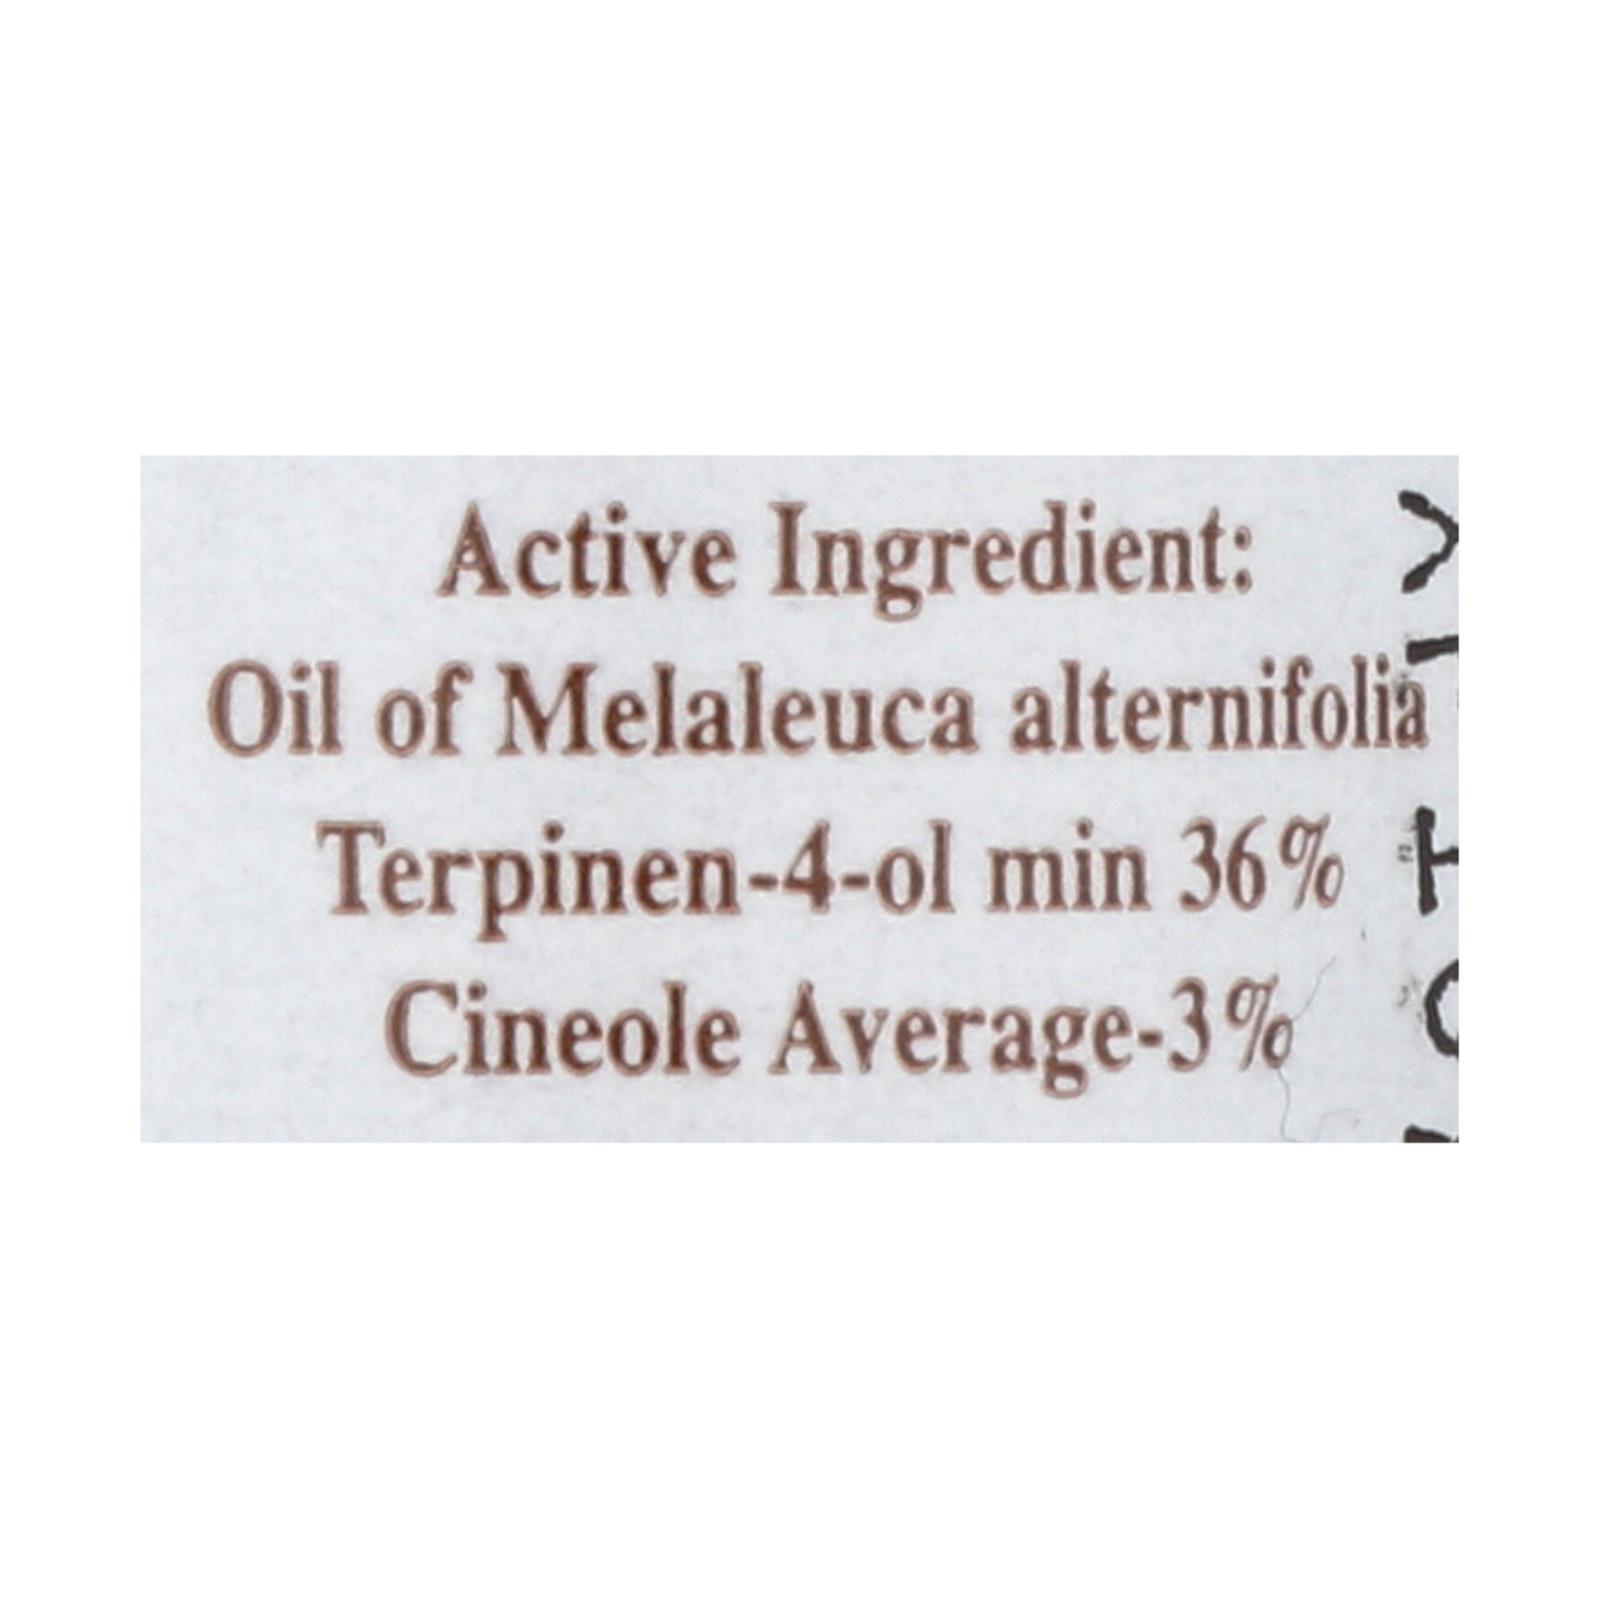 Active Ingredient:
Oil of Melaleuca alternifolia
Terpinen-4-ol min 36%
Cineole Average-3%